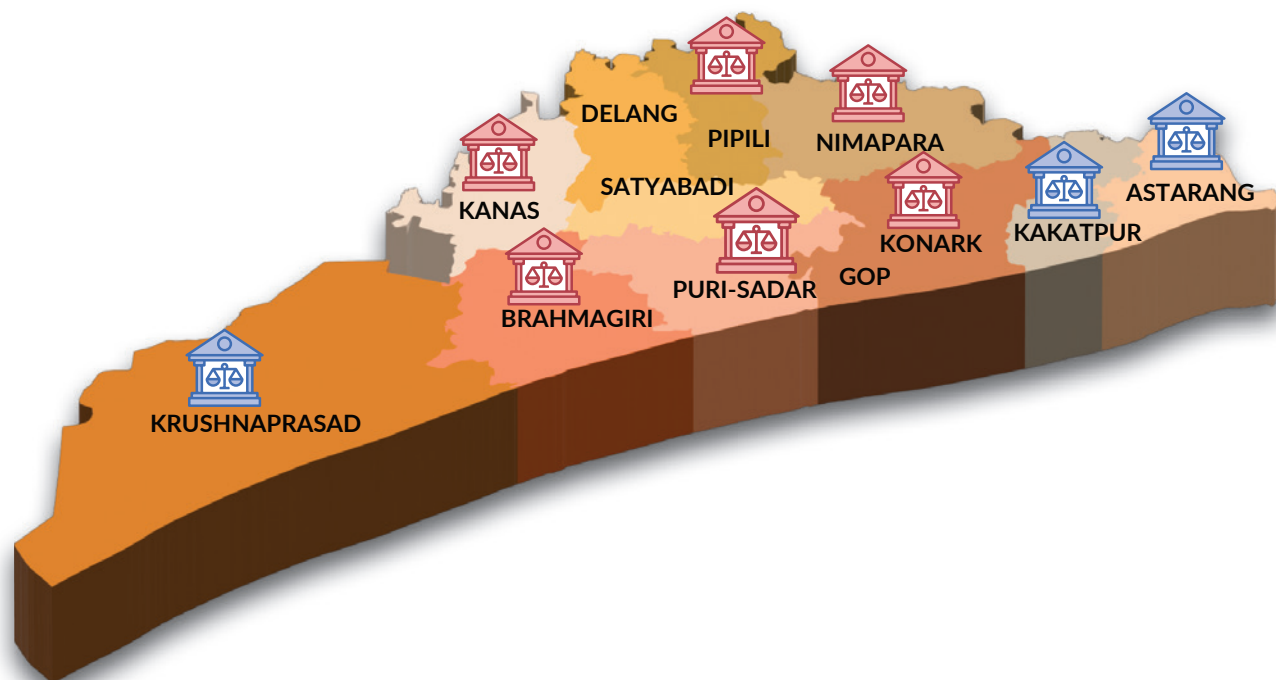 DELANG
PIPILI
NIMAPARA
SATYABADI
ASTARANG
KANAS
KONARK
KAKATPUR
PURI-SADAR
GOP
BRAHMAGIRI
KRUSHNAPRASAD